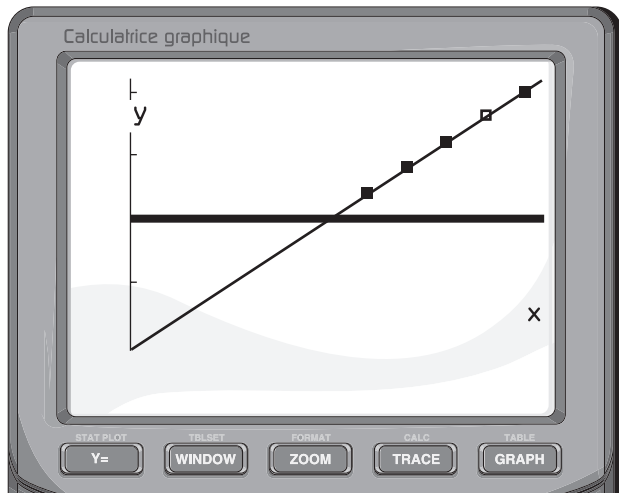 Calculatrice graphique
y
x
STAT PLOT TBLSET FORMAT CALC TABLE
Y= WINDOW ZOOM TRACE GRAPH